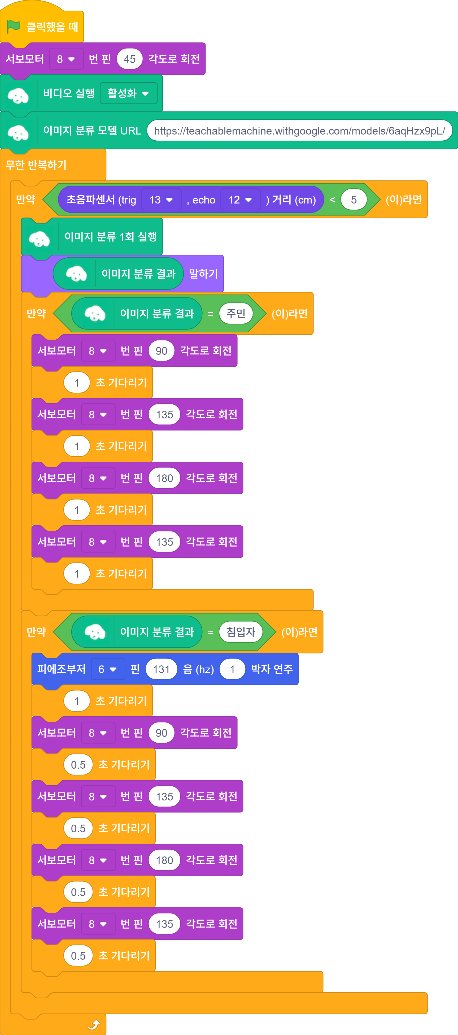 클릭했을 때
서보모터 8 번 핀 45 각도로 회전
비디오 실행 활성화
이미지 분류 모델 URL https://teachablemachine.withgoogle.com/models/6aqHzx9pL/
무한 반복하기
만약 초음파센서 (trig 13 , echo 12 ) 거리 (cm) < 5 (이)라면
이미지 분류 1회 실행
이미지 분류 결과 말하기
만약 이미지 분류 결과 = 주민 (이)라면
서보모터 8 번 핀 90 각도로 회전
1 초 기다리기
서보모터 8 번 핀 135 각도로 회전
1 초 기다리기
서보모터 8 번 핀 180 각도로 회전
1 초 기다리기
서보모터 8 번 핀 135 각도로 회전
1 초 기다리기
만약 이미지 분류 결과 = 침입자 (이)라면
피에조부저 6 핀 131 음 (hz) 1 박자 연주
1 초 기다리기
서보모터 8 번 핀 90 각도로 회전
0.5 초 기다리기
서보모터 8 번 핀 135 각도로 회전
0.5 초 기다리기
서보모터 8 번 핀 180 각도로 회전
0.5 초 기다리기
서보모터 8 번 핀 135 각도로 회전
0.5 초 기다리기